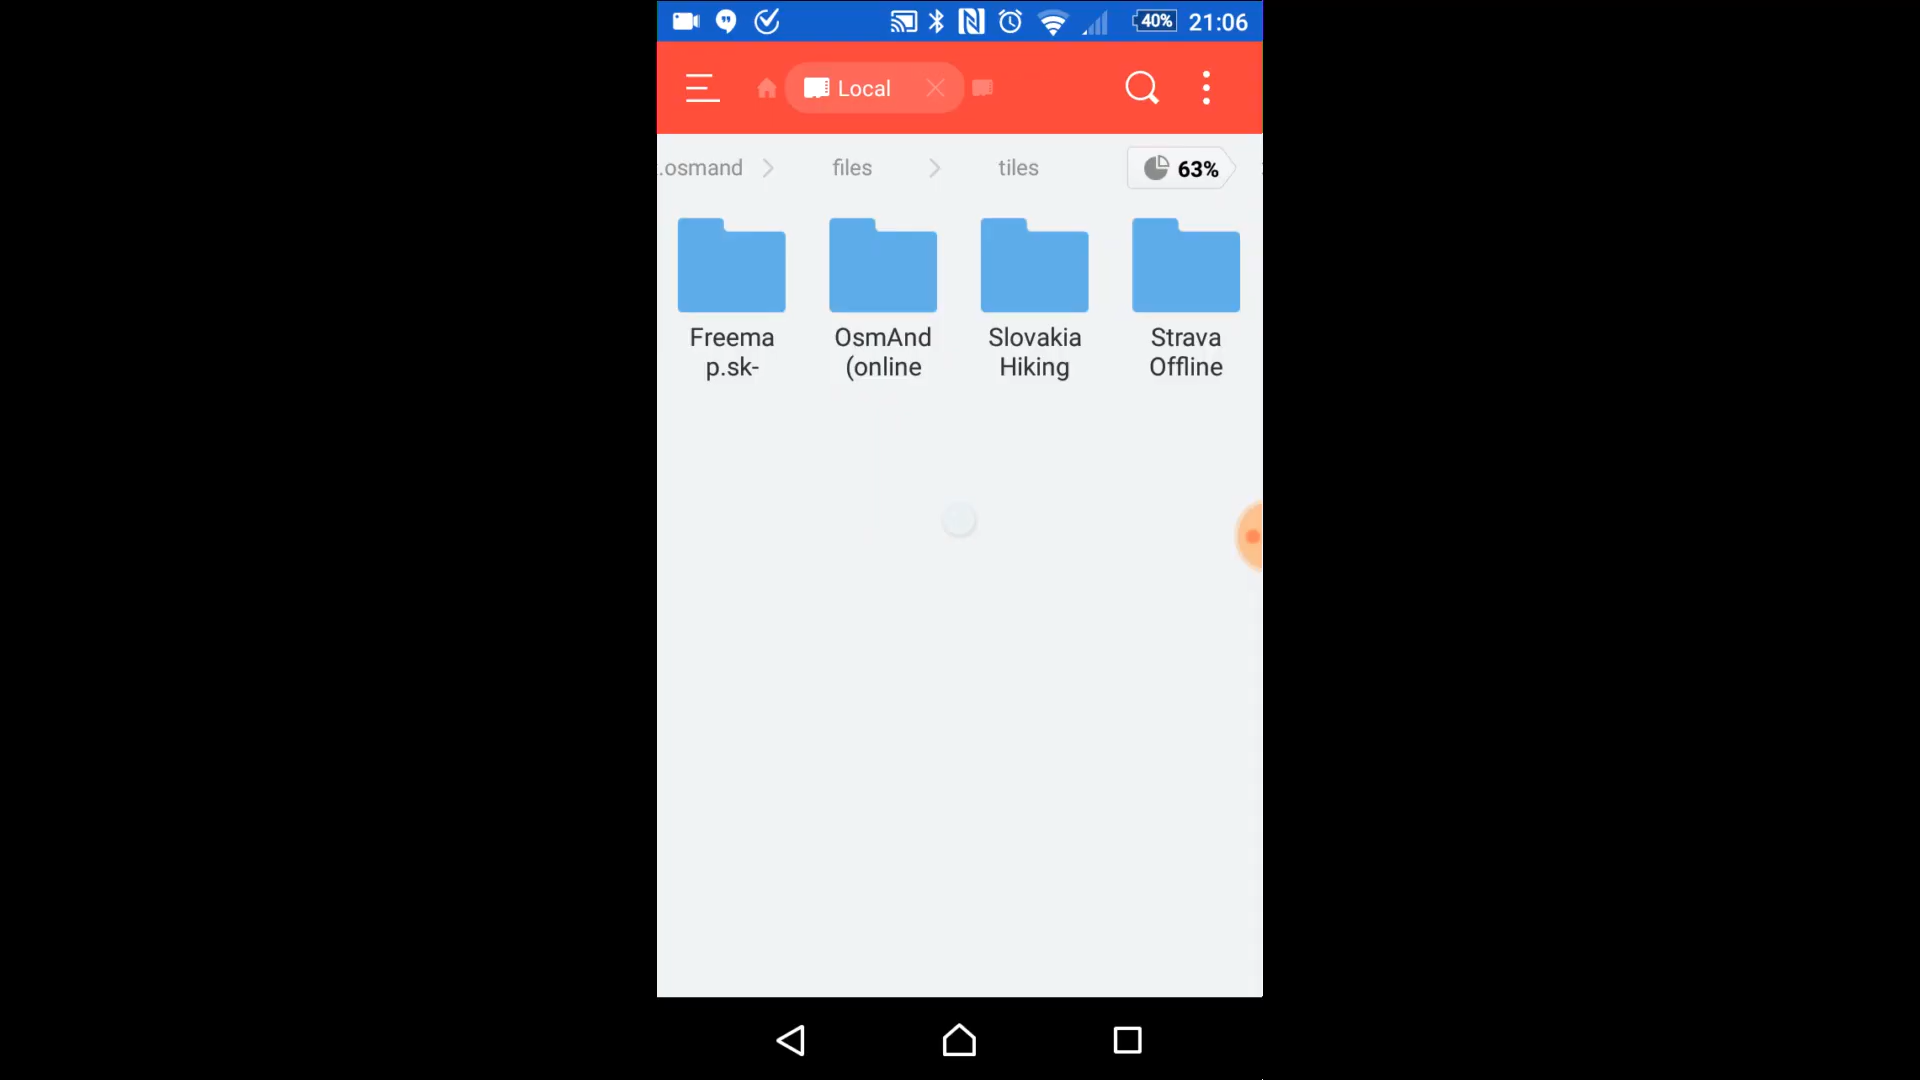 40% 21:06
Local
.osmand files tiles 63%
Freema
p.sk-
OsmAnd
(online
Slovakia
Hiking
Strava
Offline